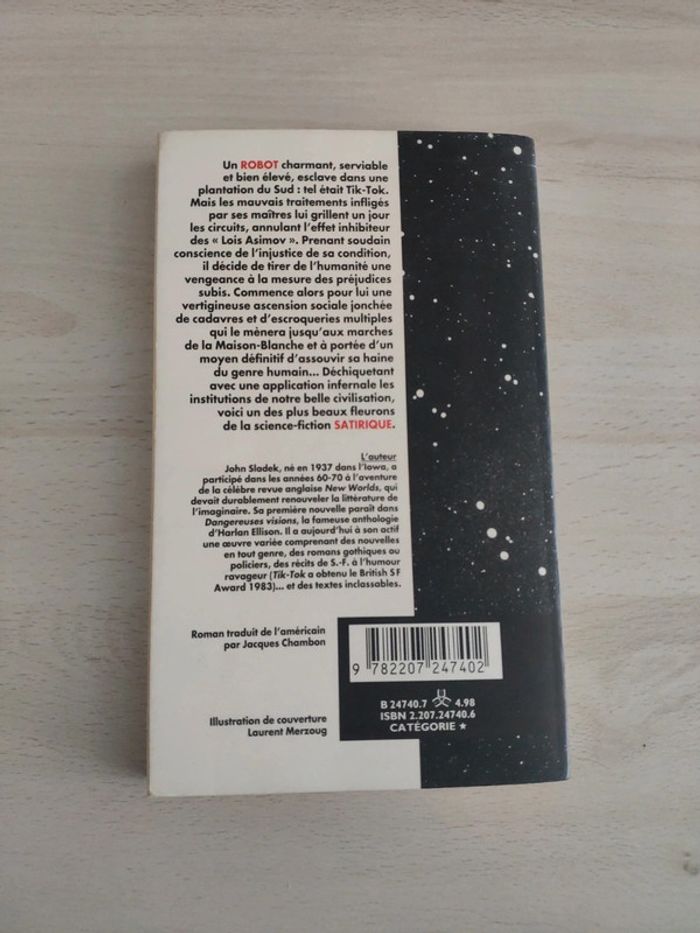 Un ROBOT charmant, serviable
et bien élevé, esclave dans une
plantation du Sud : tel était Tik-Tok.
Mais les mauvais traitements infligés
par ses maîtres lui grillent un jour
les circuits, annulant l'effet inhibiteur
des « Lois Asimov ». Prenant soudain
conscience de l'injustice de sa condition,
il décide de tirer de l'humanité une
vengeance à la mesure des préjudices
subis. Commence alors pour lui une
vertigineuse ascension sociale jonchée
de cadavres et d'escroqueries multiples
qui le mènera jusqu'aux marches
de la Maison-Blanche et à portée d'un
moyen définitif d'assouvir sa haine
du genre humain... Déchiquetant
avec une application infernale les
institutions de notre belle civilisation,
voici un des plus beaux fleurons
de la science-fiction SATIRIQUE.
L'auteur
John Sladek, né en 1937 dans l'Iowa, a
participé dans les années 60-70 à l'aventure
de la célèbre revue anglaise New Worlds, qui
devait durablement renouveler la littérature de
l'imaginaire. Sa première nouvelle paraît dans
Dangereuses visions, la fameuse anthologie
d'Harlan Ellison. Il a aujourd'hui à son actif
une œuvre variée comprenant des nouvelles
en tout genre, des romans gothiques ou
policiers, des récits de S.-F. à l'humour
ravageur (Tik-Tok a obtenu le British S F
Award 1983)... et des textes inclassables.
Roman traduit de l'américain
par Jacques Chambon
9 782207 247402
B 24740.7 4.98
ISBN 2.207.24740.6
CATÉGORIE ★
Illustration de couverture
Laurent Merzoug